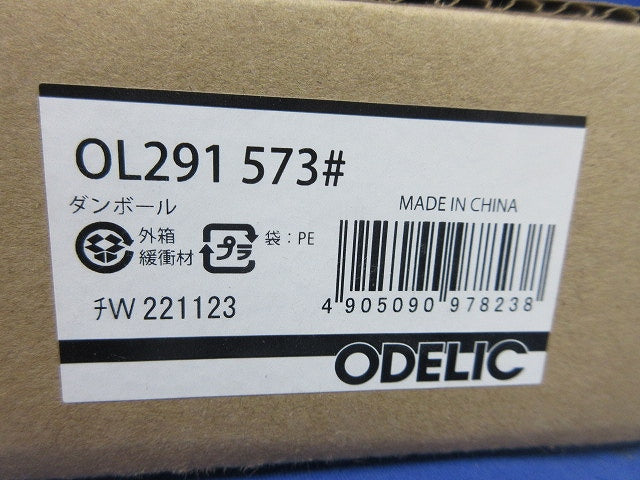 OL291 573#
ダンボール
MADE IN CHINA
外箱
緩衝材
プラ
袋：PE
ﾁW 221123
4 905090 978238
ODELIC